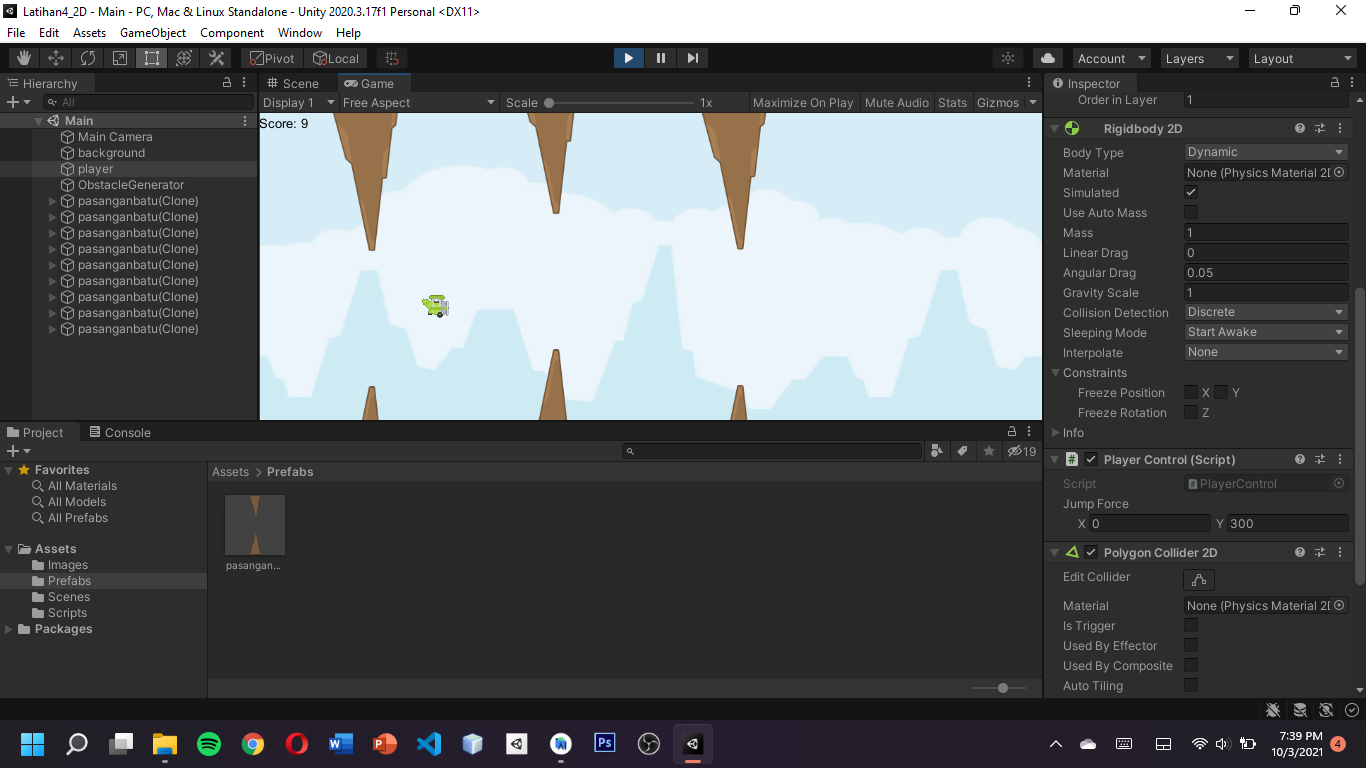 Latihan4_2D - Main - PC, Mac & Linux Standalone - Unity 2020.3.17f1 Personal <DX11>
File Edit Assets GameObject Component Window Help
Pivot Local Account Layers Layout
Hierarchy
All
Main
Main Camera
background
player
ObstacleGenerator
pasanganbatu(Clone)
pasanganbatu(Clone)
pasanganbatu(Clone)
pasanganbatu(Clone)
pasanganbatu(Clone)
pasanganbatu(Clone)
pasanganbatu(Clone)
pasanganbatu(Clone)
pasanganbatu(Clone)
Scene Game
Display 1 Free Aspect Scale 1x Maximize On Play Mute Audio Stats Gizmos
Score: 9
Project Console
19
Favorites
All Materials
All Models
All Prefabs
Assets
Images
Prefabs
Scenes
Scripts
Packages
Assets > Prefabs
pasangan...
Inspector
Order in Layer 1
Rigidbody 2D
Body Type Dynamic
Material None (Physics Material 2D
Simulated
Use Auto Mass
Mass 1
Linear Drag 0
Angular Drag 0.05
Gravity Scale 1
Collision Detection Discrete
Sleeping Mode Start Awake
Interpolate None
Constraints
Freeze Position X Y
Freeze Rotation Z
Info
# Player Control (Script)
Script PlayerControl
Jump Force
X 0 Y 300
Polygon Collider 2D
Edit Collider
Material None (Physics Material 2D
Is Trigger
Used By Effector
Used By Composite
Auto Tiling
W P Ps
7:39 PM
10/3/2021 4